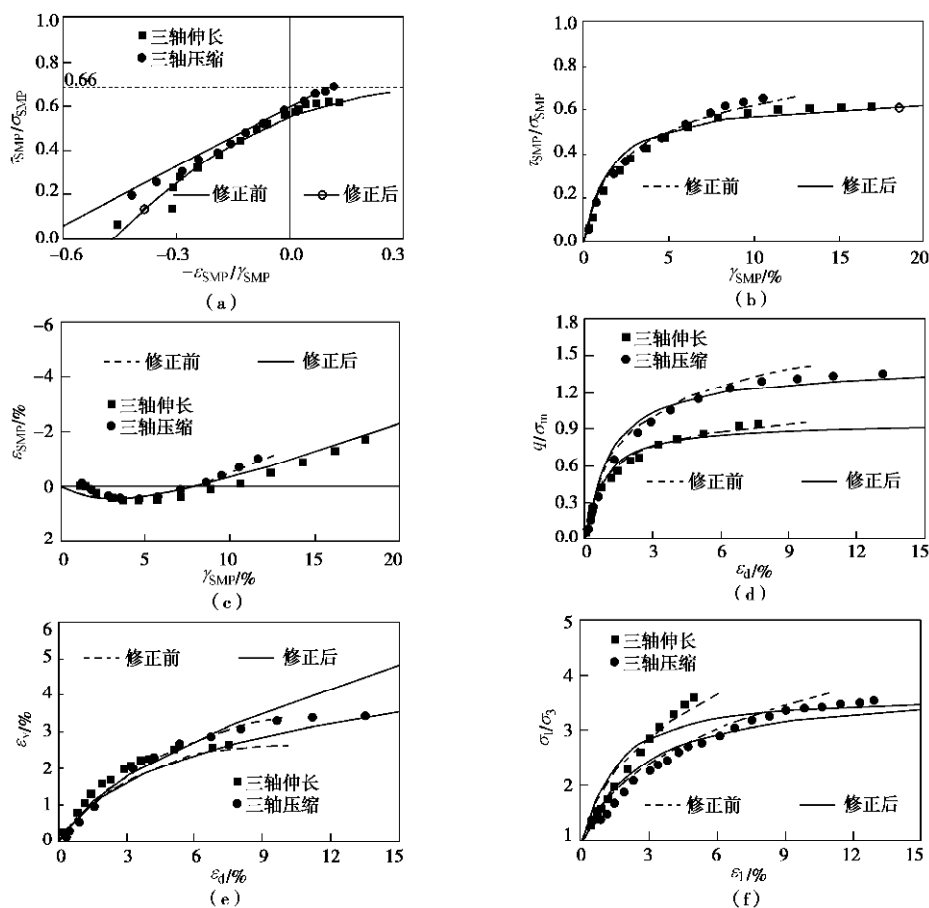 (a)
τSMP/σSMP
1.0
0.8
0.6
0.4
0.2
0.0
三轴伸长
三轴压缩
0.66
修正前
修正后
-0.6
-0.3
0.0
0.3
-εSMP/γSMP
(b)
τSMP/σSMP
1.0
0.8
0.6
0.4
0.2
0.0
三轴伸长
三轴压缩
修正前
修正后
0
5
10
15
20
γSMP/%
(c)
εSMP/%
-6
-4
-2
0
2
修正前
修正后
三轴伸长
三轴压缩
0
5
10
15
20
γSMP/%
(d)
q/σm
1.8
1.5
1.2
0.9
0.6
0.3
0.0
三轴伸长
三轴压缩
修正前
修正后
0
3
6
9
12
15
εd/%
(e)
εv/%
6
5
4
3
2
1
0
修正前
修正后
三轴伸长
三轴压缩
0
3
6
9
12
15
εd/%
(f)
σ1/σ3
5
4
3
2
1
三轴伸长
三轴压缩
修正前
修正后
0
3
6
9
12
15
ε1/%